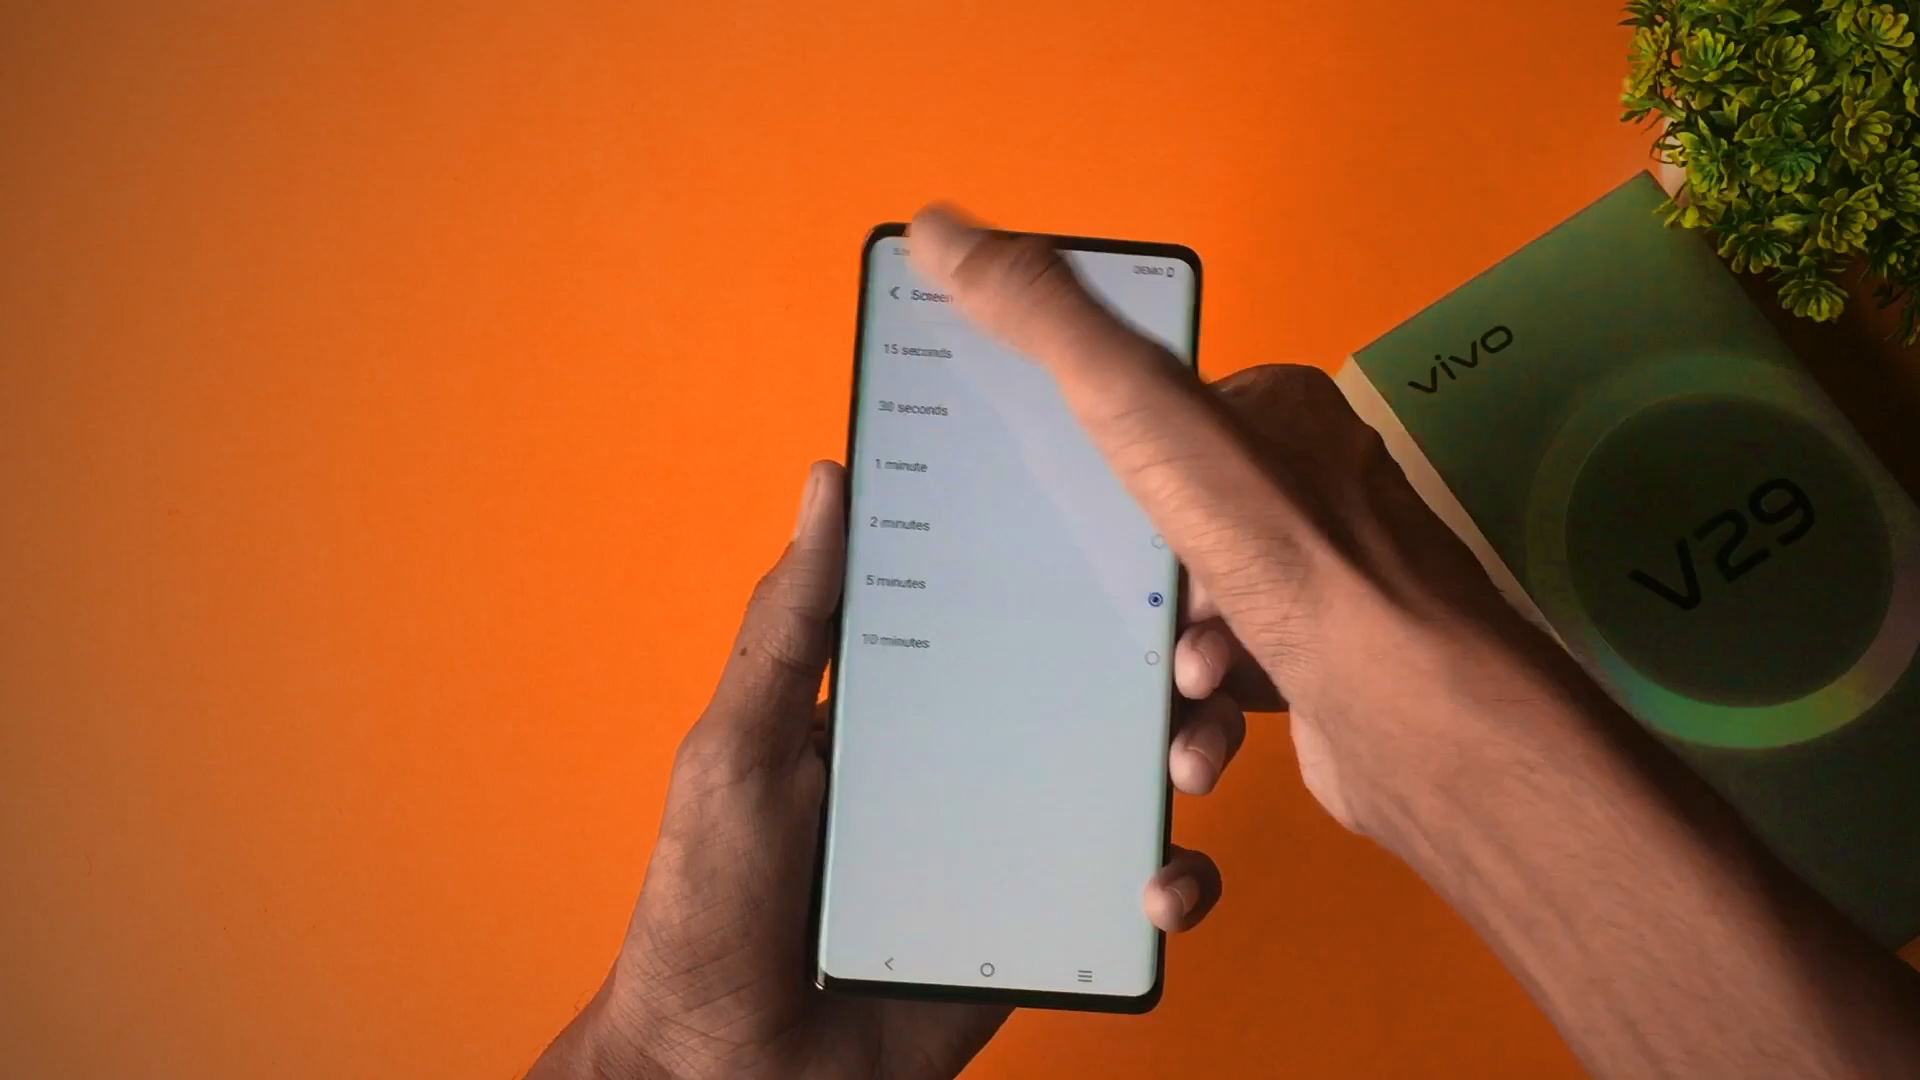 DEMO
Screen
15 seconds
30 seconds
1 minute
2 minutes
5 minutes
10 minutes
vivo
V29